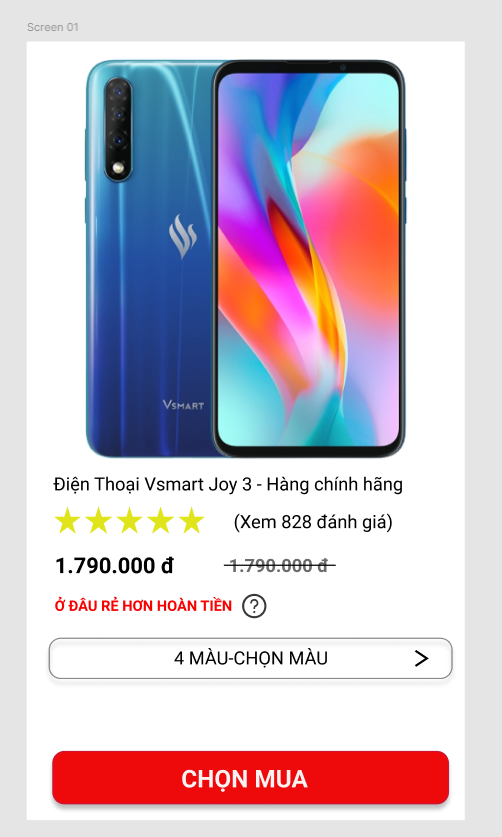 Screen 01
VSMART
Điện Thoại Vsmart Joy 3 - Hàng chính hãng
(Xem 828 đánh giá)
1.790.000 đ 1.790.000 đ
Ở ĐÂU RẺ HƠN HOÀN TIỀN ?
4 MÀU-CHỌN MÀU
CHỌN MUA